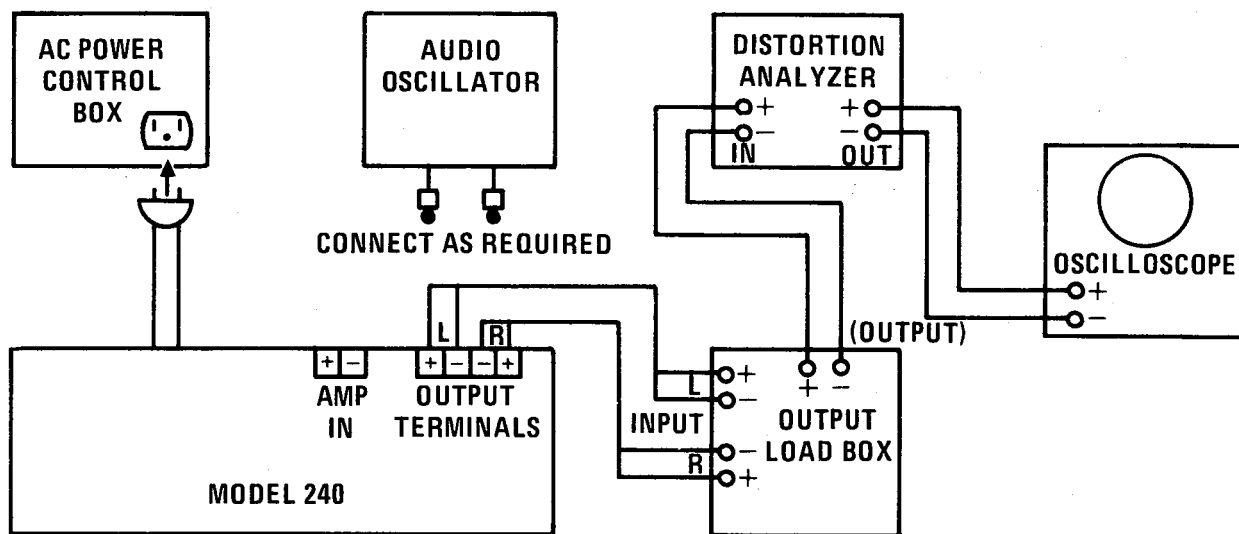 AC POWER
CONTROL
BOX
AUDIO
OSCILLATOR
CONNECT AS REQUIRED
DISTORTION
ANALYZER
+ +
− −
IN OUT
OSCILLOSCOPE
+
−
(OUTPUT)
L R
+ − + − − +
AMP
IN
OUTPUT
TERMINALS
MODEL 240
INPUT
L
+
−
R
−
+
+ −
OUTPUT
LOAD BOX